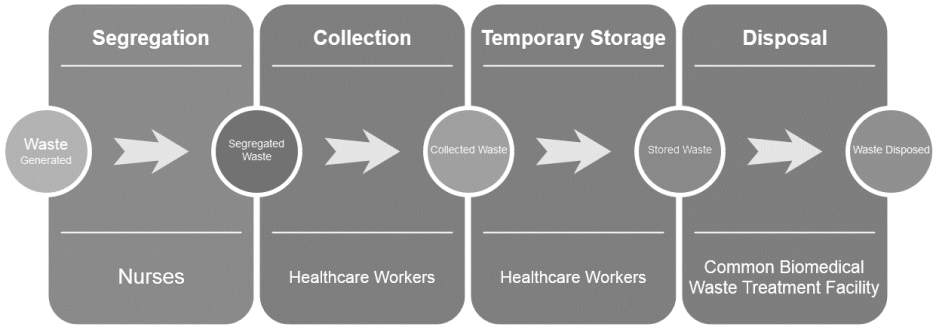 Segregation
Collection
Temporary Storage
Disposal
Waste
Generated
Segregated
Waste
Collected Waste
Stored Waste
Waste Disposed
Nurses
Healthcare Workers
Healthcare Workers
Common Biomedical
Waste Treatment Facility